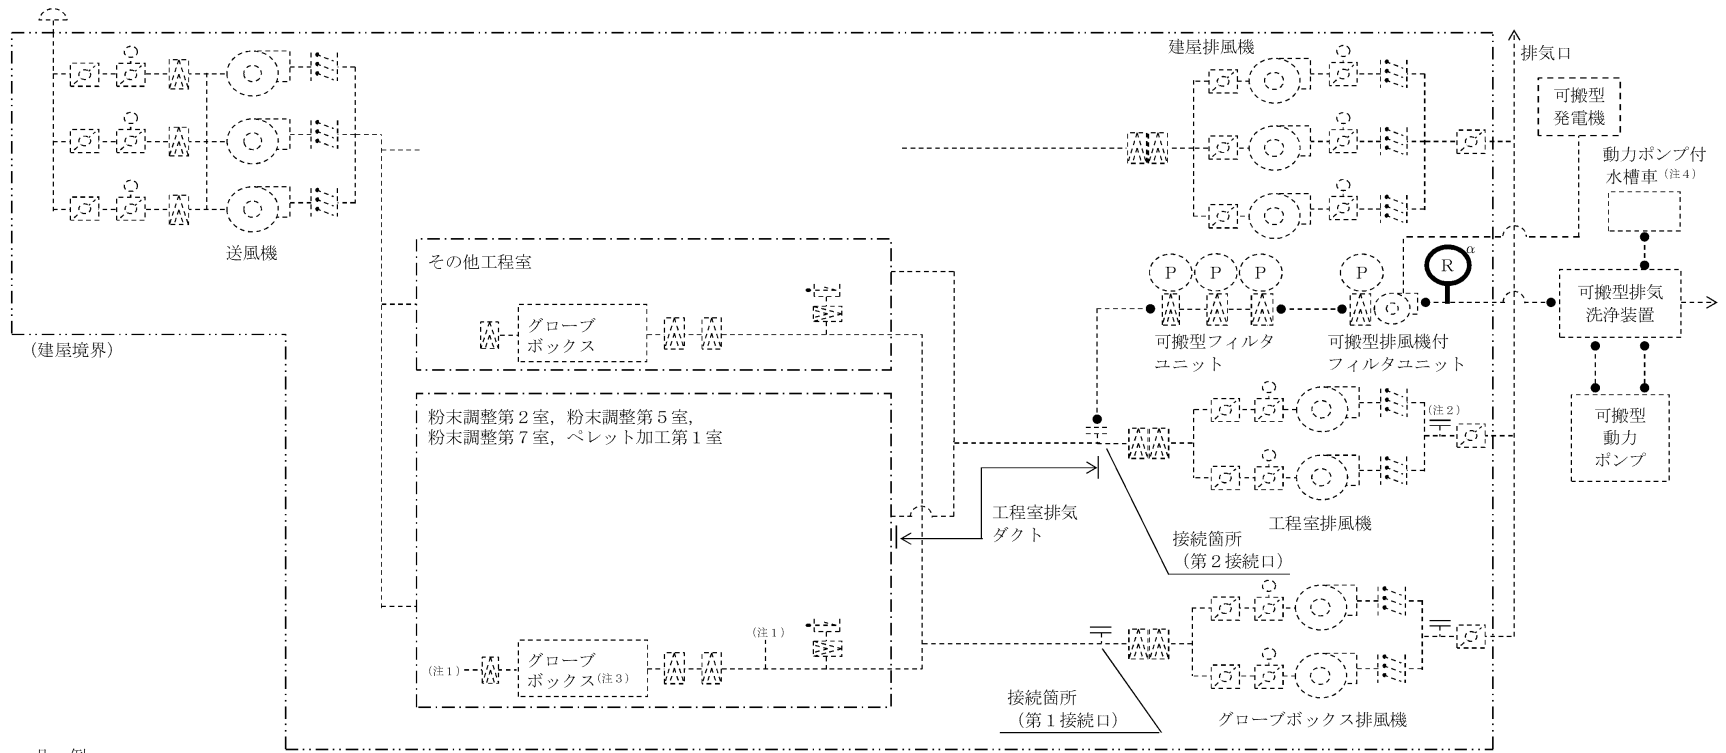 建屋排風機
排気口
可搬型
発電機
動力ポンプ付
水槽車(注4)
送風機
その他工程室
α
R
P
P
P
P
可搬型排気
洗浄装置
グローブ
ボックス
(建屋境界)
可搬型フィルタ
ユニット
可搬型排風機付
フィルタユニット
粉末調整第2室，粉末調整第5室，
粉末調整第7室，ペレット加工第1室
(注2)
可搬型
動力
ポンプ
工程室排気
ダクト
工程室排風機
接続箇所
(第2接続口)
(注1)
(注1)
グローブ
ボックス(注3)
接続箇所
(第1接続口)
グローブボックス排風機